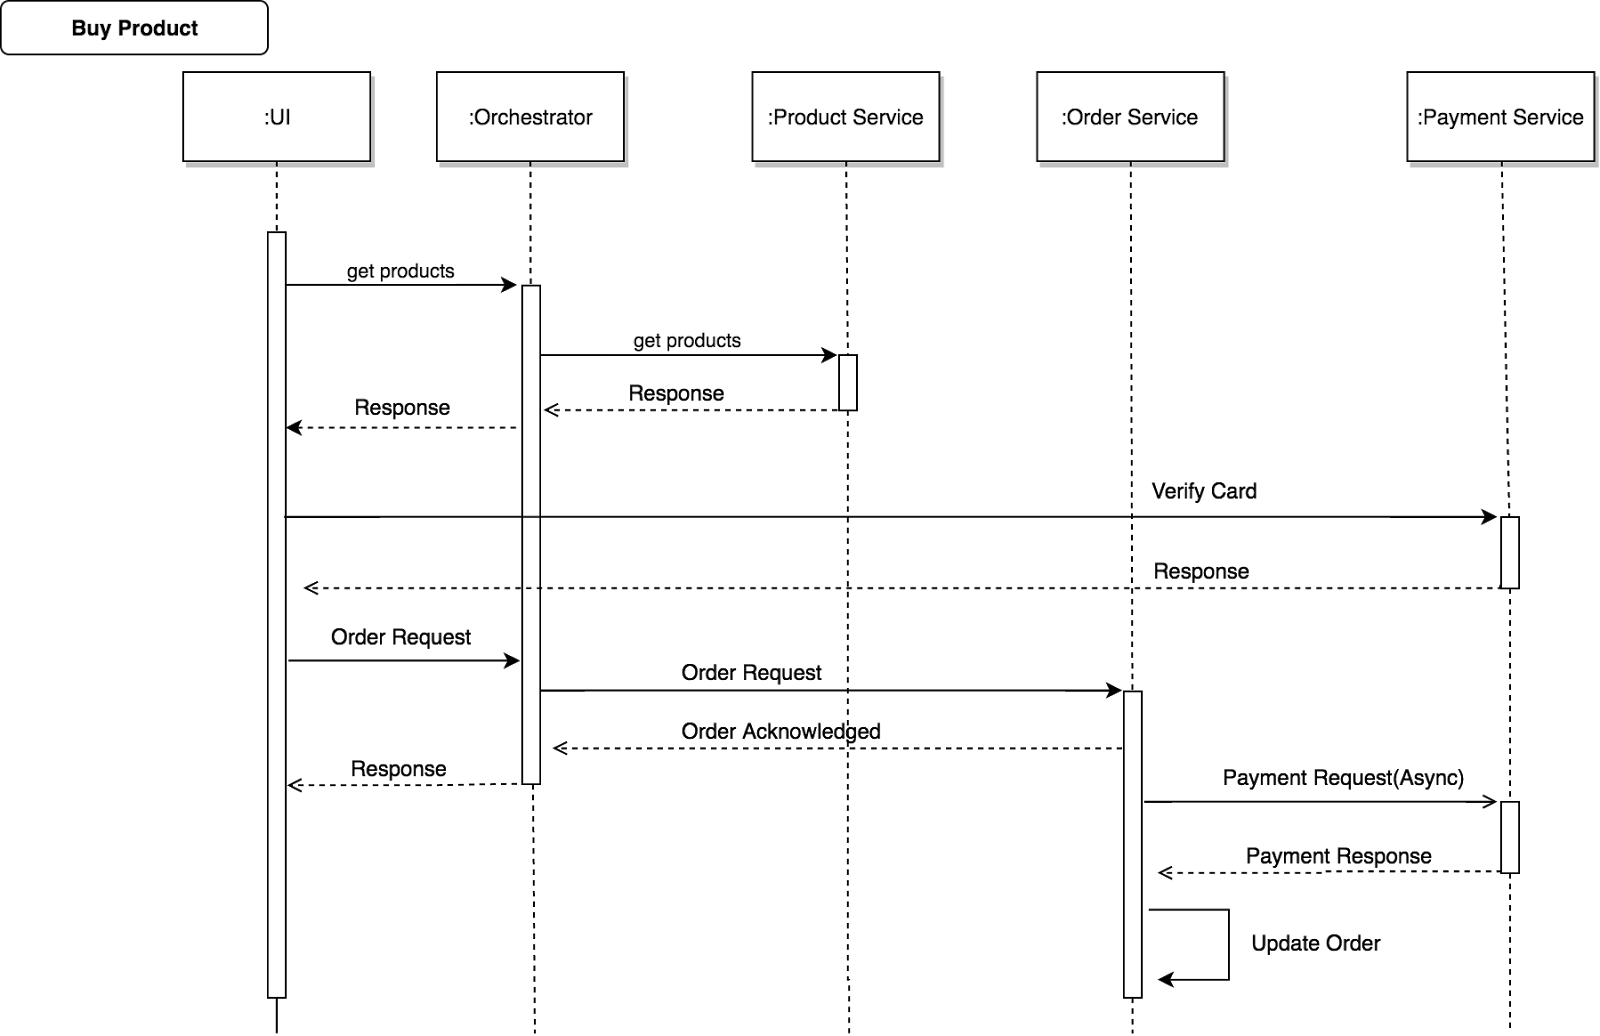 Buy Product
:UI
:Orchestrator
:Product Service
:Order Service
:Payment Service
get products
get products
Response
Response
Verify Card
Response
Order Request
Order Request
Order Acknowledged
Response
Payment Request(Async)
Payment Response
Update Order